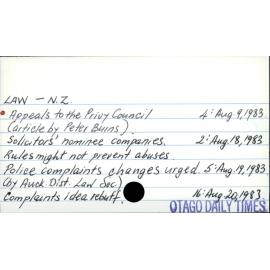 LAW – N.Z.
• Appeals to the Privy Council 4: Aug 9, 1983
(article by Peter Burns).
Solicitors' nominee companies. 2: Aug. 18, 1983
Rules might not prevent abuses.
Police complaints changes urged. 5: Aug. 19, 1983
(by Auck Dist. Law Soc)
Complaints idea rebuff. 16: Aug 20, 1983
OTAGO DAILY TIMES